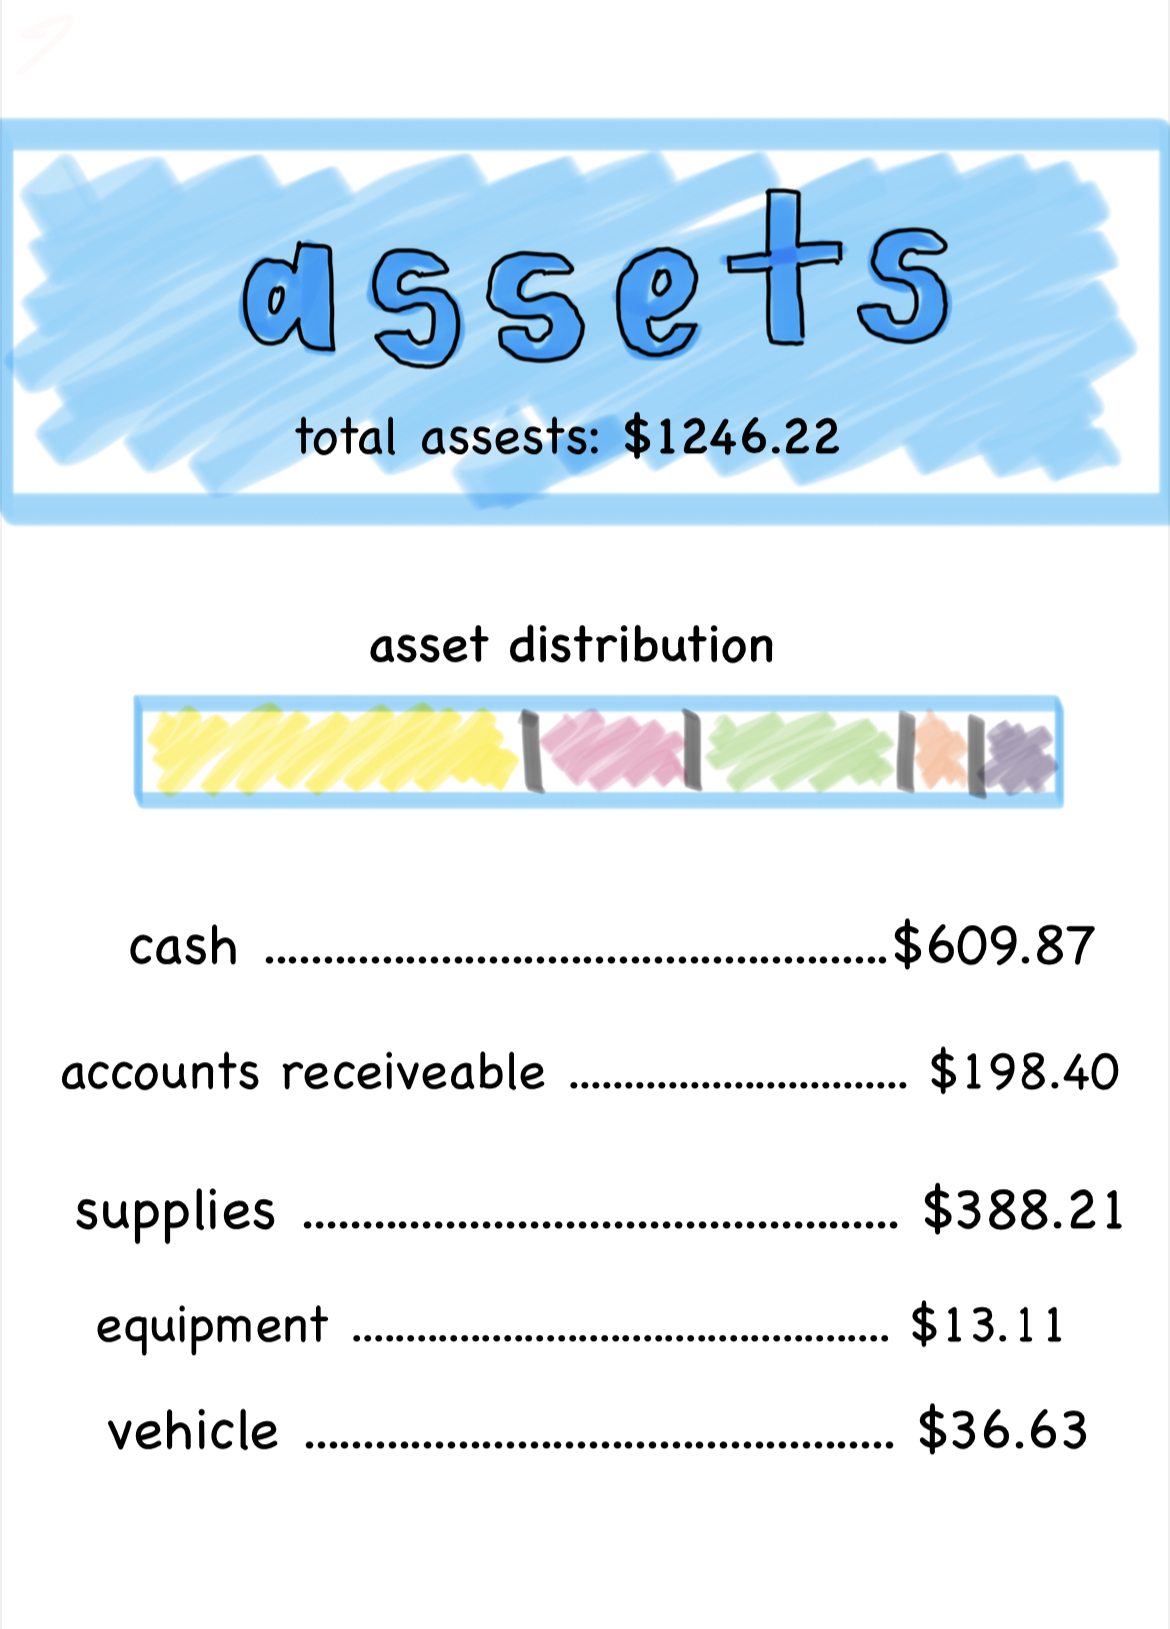 assets
total assests: $1246.22
asset distribution
cash .....................................................$609.87
accounts receiveable ............................... $198.40
supplies .................................................. $388.21
equipment ................................................. $13.11
vehicle .................................................. $36.63